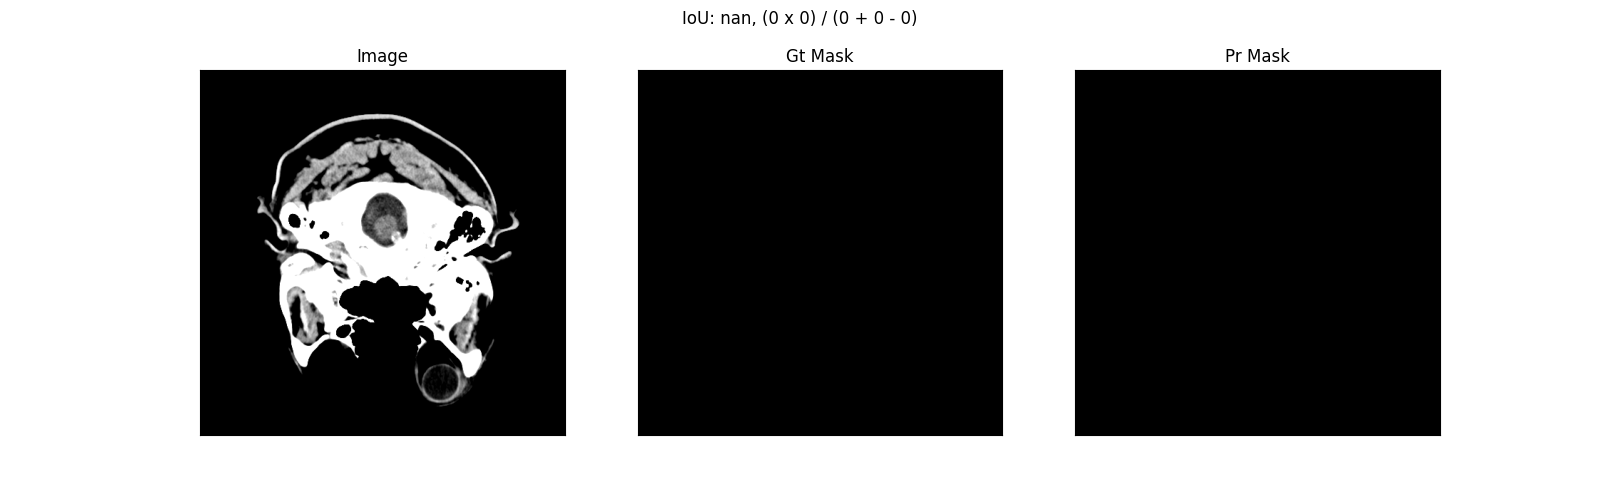 IoU: nan, (0 x 0) / (0 + 0 - 0)
Image
Gt Mask
Pr Mask